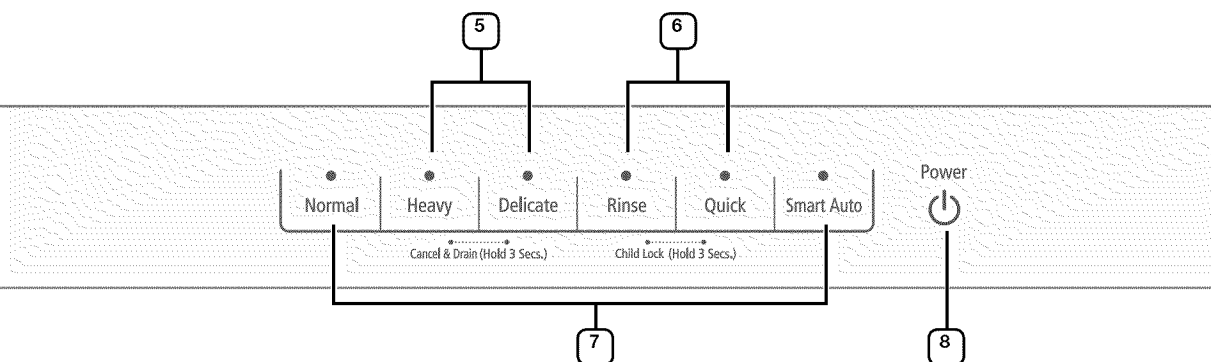 5 6
Power
Normal Heavy Delicate Rinse Quick Smart Auto
Cancel & Drain (Hold 3 Secs.) Child Lock (Hold 3 Secs.)
7 8